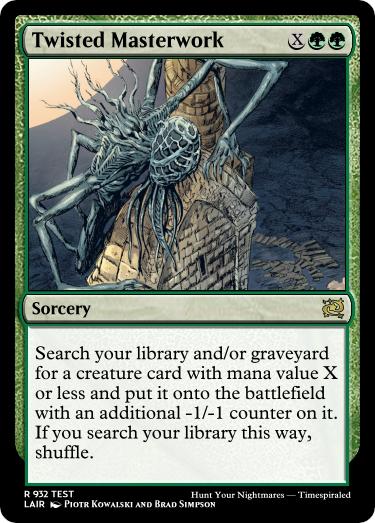 Twisted Masterwork X
Sorcery
Search your library and/or graveyard
for a creature card with mana value X
or less and put it onto the battlefield
with an additional -1/-1 counter on it.
If you search your library this way,
shuffle.
R 932 TEST
Hunt Your Nightmares — Timespiraled
LAIR Piotr Kowalski and Brad Simpson